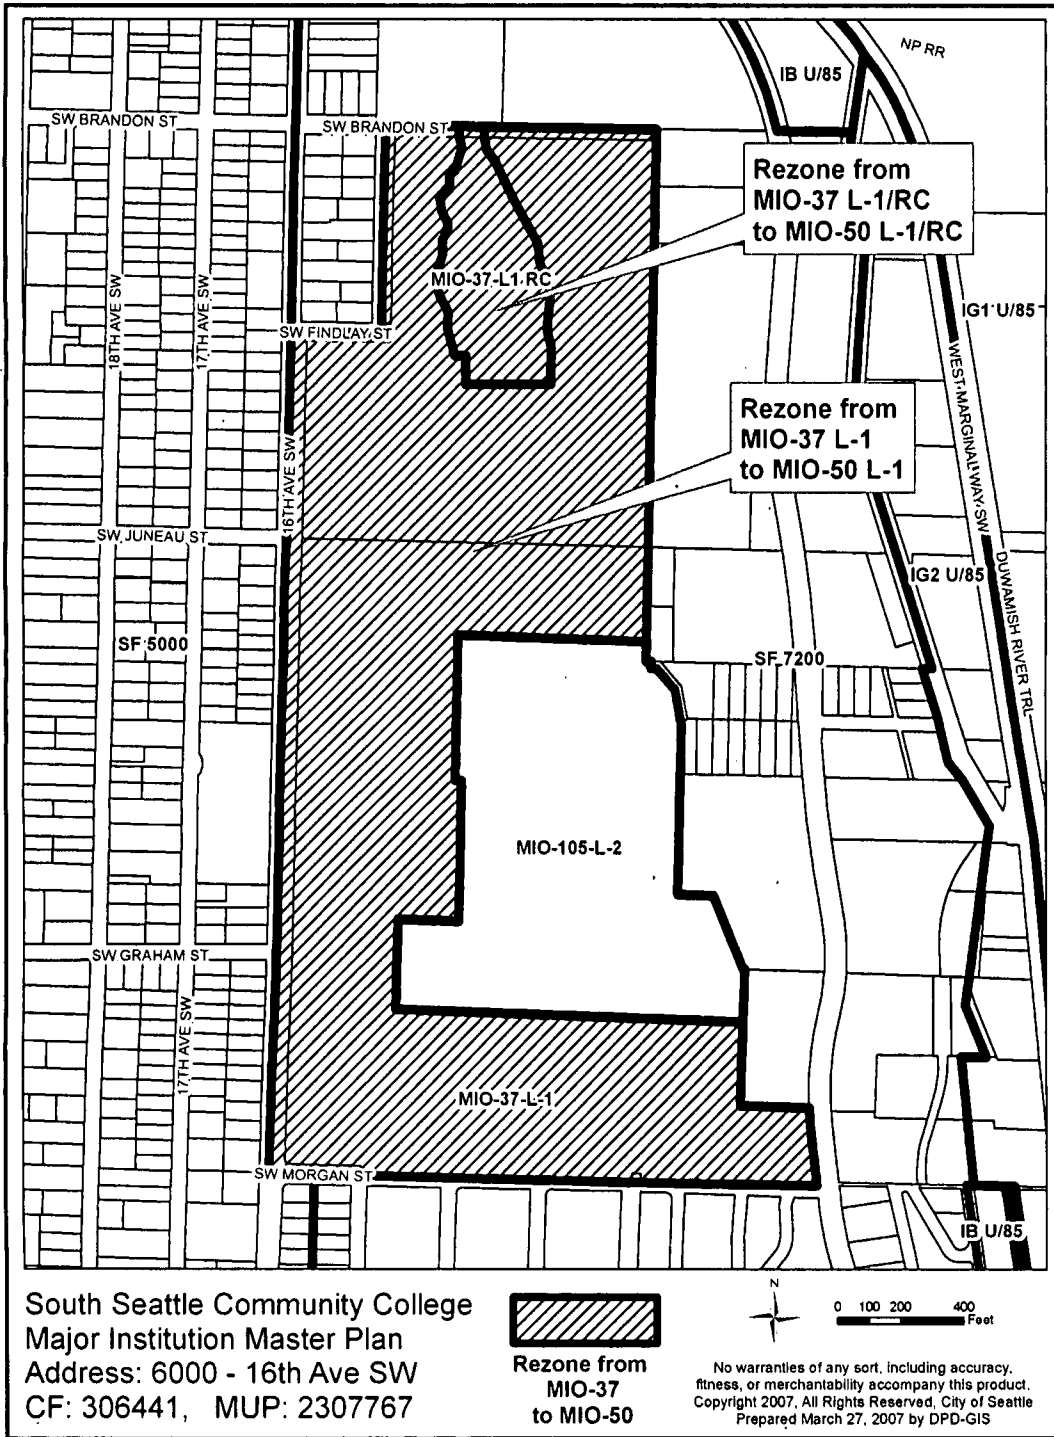 NP RR
IB U/85
SW BRANDON ST
SW BRANDON ST
Rezone from
MIO-37 L-1/RC
to MIO-50 L-1/RC
MIO-37-L1 RC
18TH AVE SW
17TH AVE SW
IG1 U/85
SW FINDLAY ST
WEST MARGINAL WAY SW
Rezone from
MIO-37 L-1
to MIO-50 L-1
16TH AVE SW
SW JUNEAU ST
IG2 U/85
DUWAMISH RIVER TRL
SF 5000
SF 7200
MIO-105-L-2
SW GRAHAM ST
17TH AVE SW
MIO-37-L-1
SW MORGAN ST
IB U/85
South Seattle Community College
Major Institution Master Plan
Address: 6000 - 16th Ave SW
CF: 306441, MUP: 2307767
Rezone from
MIO-37
to MIO-50
N
0 100 200 400
Feet
No warranties of any sort, including accuracy,
fitness, or merchantability accompany this product.
Copyright 2007, All Rights Reserved, City of Seattle
Prepared March 27, 2007 by DPD-GIS